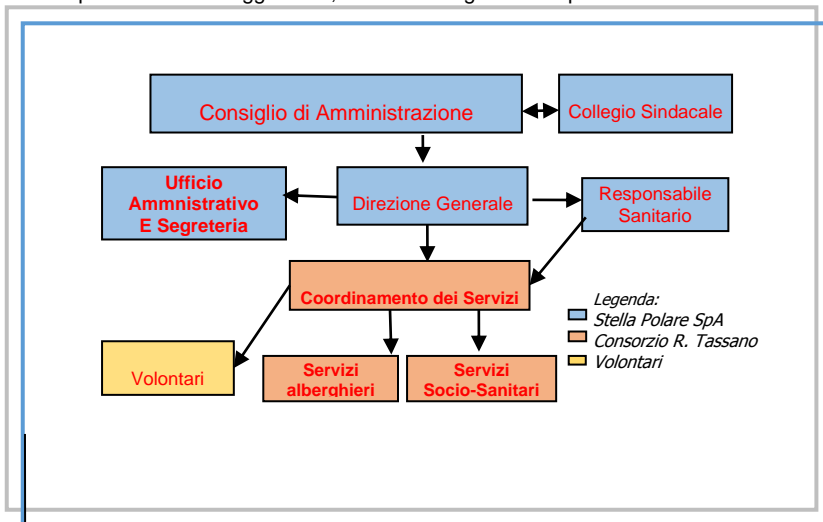 Consiglio di Amministrazione
Collegio Sindacale
Ufficio
Ammnistrativo
E Segreteria
Direzione Generale
Responsabile
Sanitario
Coordinamento dei Servizi
Legenda:
Stella Polare SpA
Consorzio R. Tassano
Volontari
Volontari
Servizi
alberghieri
Servizi
Socio-Sanitari